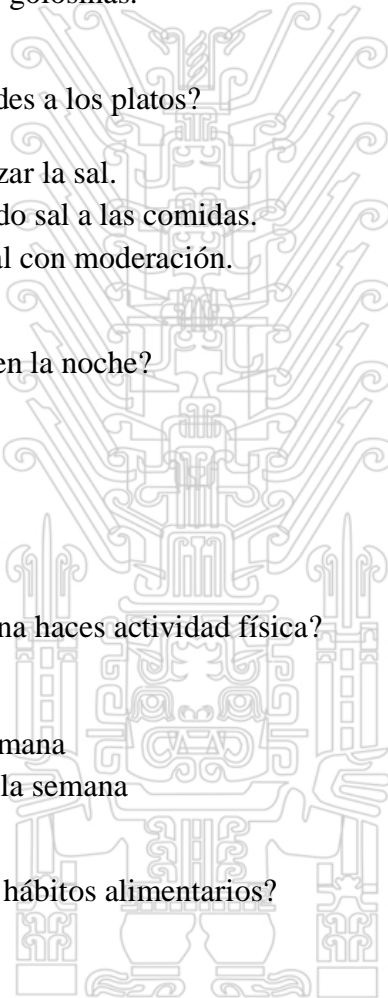 golosinas.
des a los platos?
zar la sal.
do sal a las comidas.
al con moderación.
en la noche?
na haces actividad física?
mana
la semana
hábitos alimentarios?